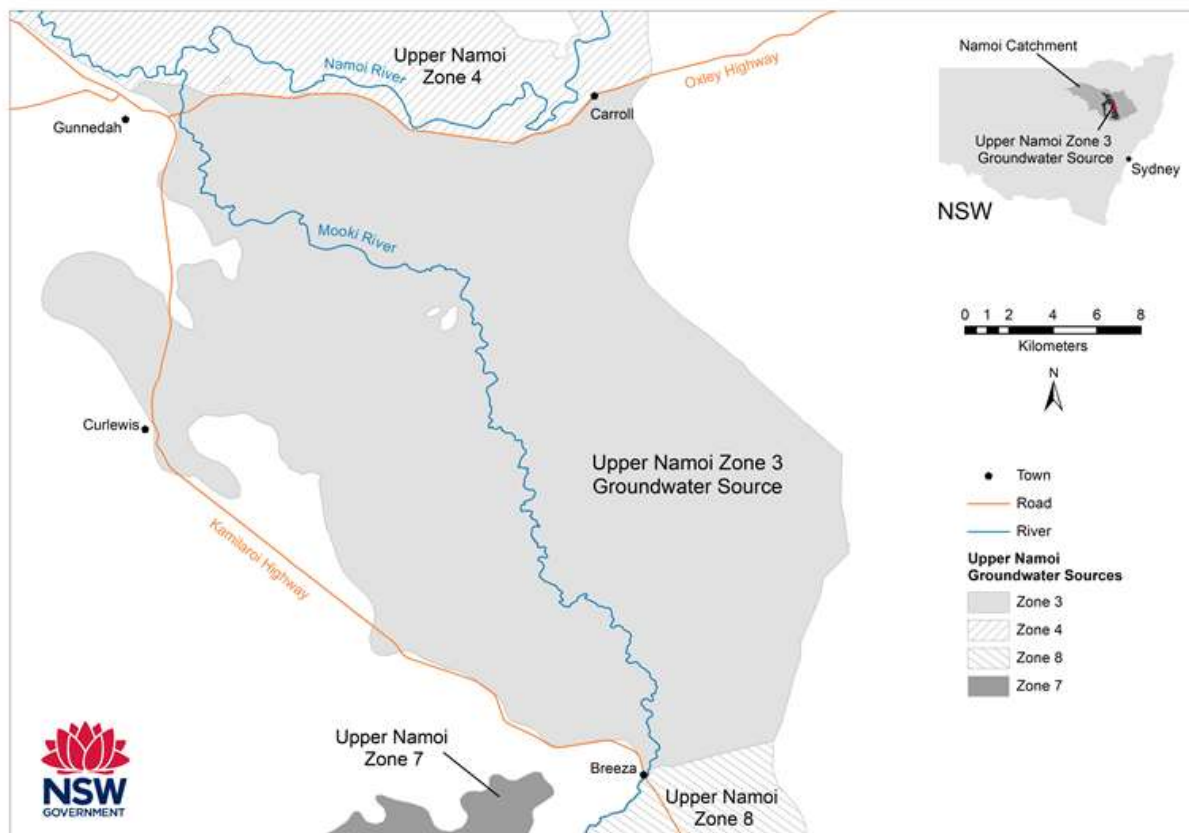 Upper Namoi
Zone 4
Namoi River
Oxley Highway
Carroll
Gunnedah
Mooki River
Curlewis
Upper Namoi Zone 3
Groundwater Source
Kamilaroi Highway
Upper Namoi
Zone 7
Breeza
Upper Namoi
Zone 8
NSW
GOVERNMENT
Namoi Catchment
Upper Namoi Zone 3
Groundwater Source
Sydney
NSW
0 1 2 4 6 8
Kilometers
N
Town
Road
River
Upper Namoi
Groundwater Sources
Zone 3
Zone 4
Zone 8
Zone 7